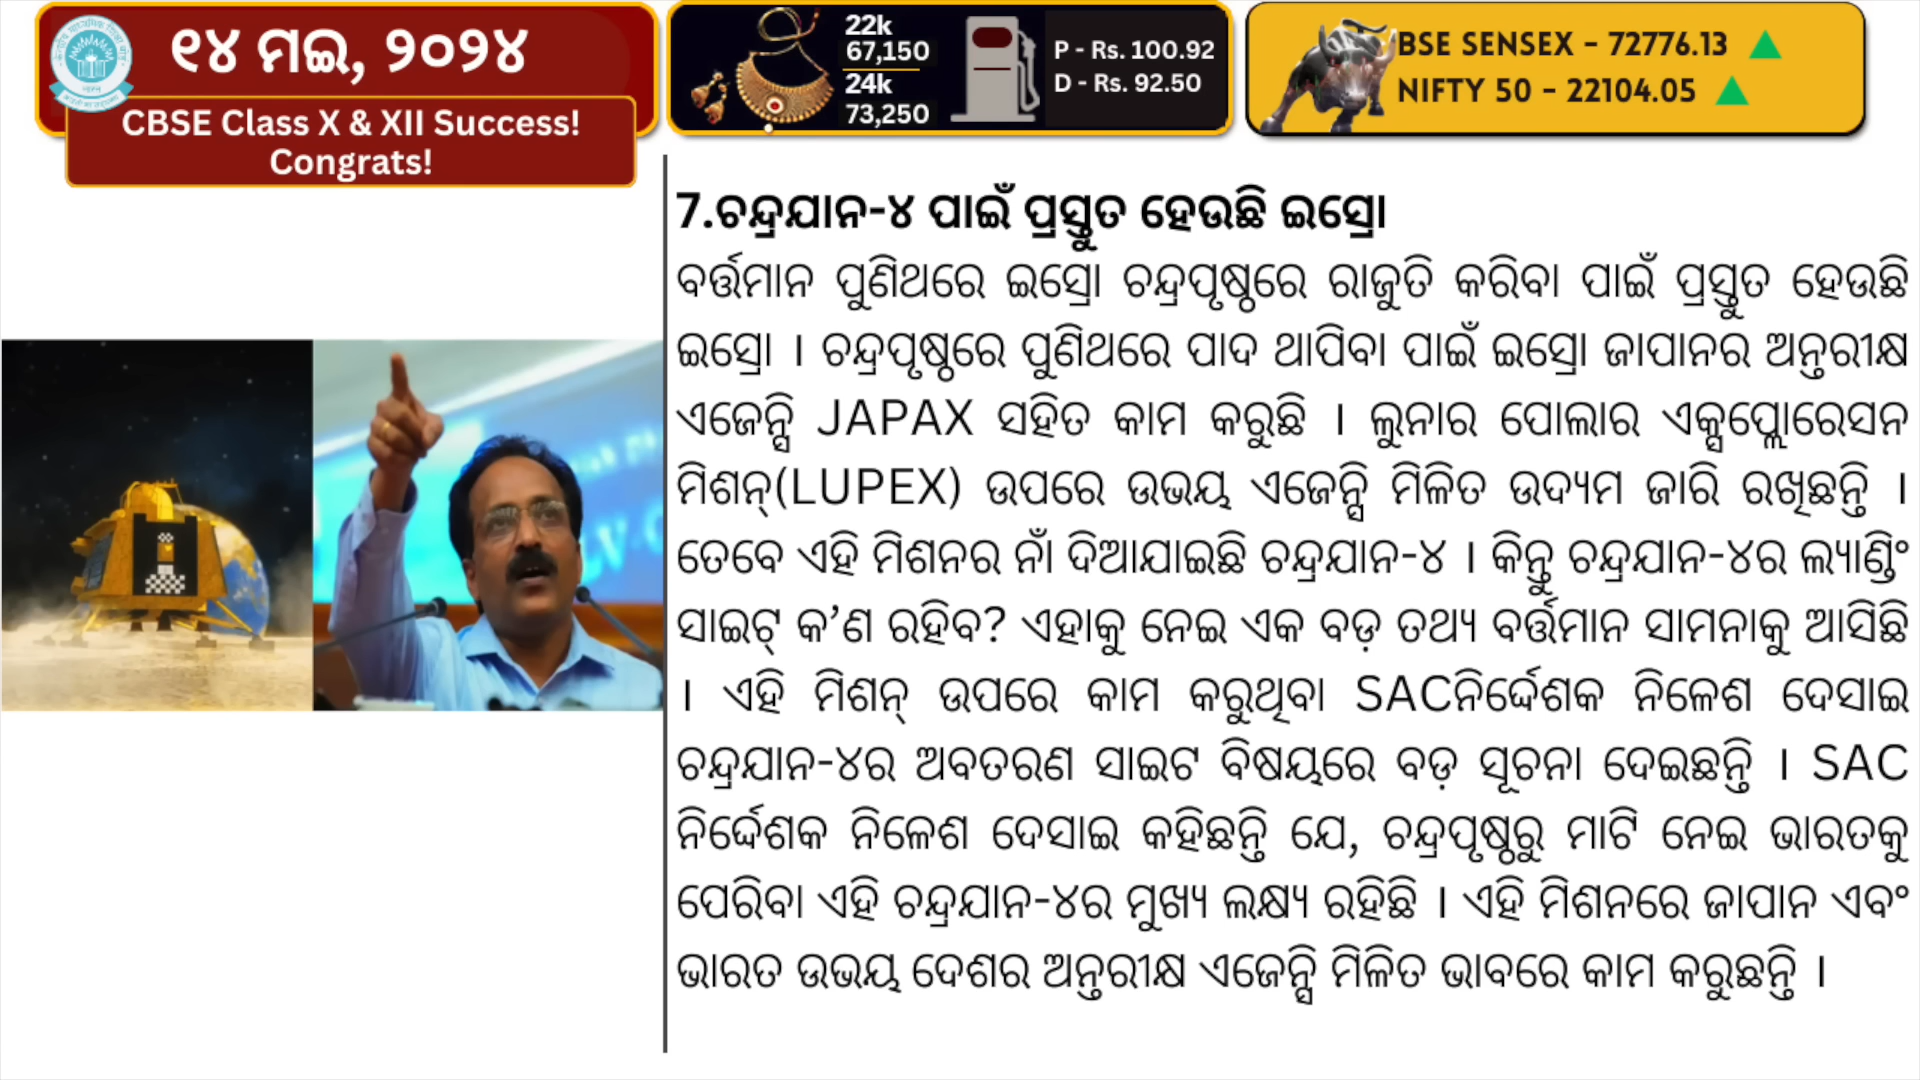 ୧୪ ମଇ, ୨୦୨୪
CBSE Class X & XII Success!
Congrats!
22k
67,150
24k
73,250
P - Rs. 100.92
D - Rs. 92.50
BSE SENSEX - 72776.13
NIFTY 50 - 22104.05
7.ଚନ୍ଦ୍ରଯାନ-୪ ପାଇଁ ପ୍ରସ୍ତୁତ ହେଉଛି ଇସ୍ରୋ
ବର୍ତ୍ତମାନ ପୁଣିଥରେ ଇସ୍ରୋ ଚନ୍ଦ୍ରପୃଷ୍ଠରେ ରାଜୁତି କରିବା ପାଇଁ ପ୍ରସ୍ତୁତ ହେଉଛି
ଇସ୍ରୋ । ଚନ୍ଦ୍ରପୃଷ୍ଠରେ ପୁଣିଥରେ ପାଦ ଥାପିବା ପାଇଁ ଇସ୍ରୋ ଜାପାନର ଅନ୍ତରୀକ୍ଷ
ଏଜେନ୍ସି JAPAX ସହିତ କାମ କରୁଛି । ଲୁନାର ପୋଲାର ଏକ୍ସପ୍ଲୋରେସନ
ମିଶନ୍(LUPEX) ଉପରେ ଉଭୟ ଏଜେନ୍ସି ମିଳିତ ଉଦ୍ୟମ ଜାରି ରଖିଛନ୍ତି ।
ତେବେ ଏହି ମିଶନର ନାଁ ଦିଆଯାଇଛି ଚନ୍ଦ୍ରଯାନ-୪ । କିନ୍ତୁ ଚନ୍ଦ୍ରଯାନ-୪ର ଲ୍ୟାଣ୍ଡିଂ
ସାଇଟ୍ କ’ଣ ରହିବ? ଏହାକୁ ନେଇ ଏକ ବଡ଼ ତଥ୍ୟ ବର୍ତ୍ତମାନ ସାମନାକୁ ଆସିଛି
। ଏହି ମିଶନ୍ ଉପରେ କାମ କରୁଥିବା SACନିର୍ଦ୍ଦେଶକ ନିଳେଶ ଦେସାଇ
ଚନ୍ଦ୍ରଯାନ-୪ର ଅବତରଣ ସାଇଟ ବିଷୟରେ ବଡ଼ ସୂଚନା ଦେଇଛନ୍ତି । SAC
ନିର୍ଦ୍ଦେଶକ ନିଳେଶ ଦେସାଇ କହିଛନ୍ତି ଯେ, ଚନ୍ଦ୍ରପୃଷ୍ଠରୁ ମାଟି ନେଇ ଭାରତକୁ
ପେରିବା ଏହି ଚନ୍ଦ୍ରଯାନ-୪ର ମୁଖ୍ୟ ଲକ୍ଷ୍ୟ ରହିଛି । ଏହି ମିଶନରେ ଜାପାନ ଏବଂ
ଭାରତ ଉଭୟ ଦେଶର ଅନ୍ତରୀକ୍ଷ ଏଜେନ୍ସି ମିଳିତ ଭାବରେ କାମ କରୁଛନ୍ତି ।